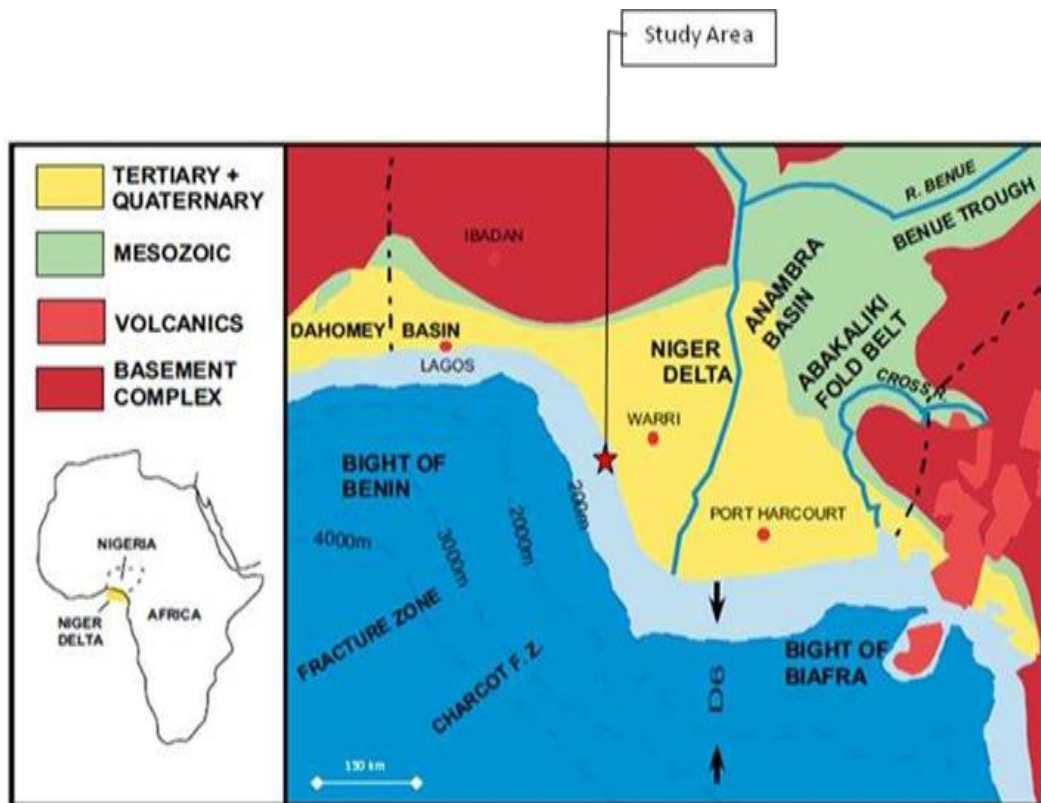 Study Area
TERTIARY +
QUATERNARY
MESOZOIC
VOLCANICS
BASEMENT
COMPLEX
NIGERIA
AFRICA
NIGER
DELTA
IBADAN
R. BENUE
BENUE TROUGH
ANAMBRA
BASIN
ABAKALIKI
FOLD BELT
CROSS R.
DAHOMEY BASIN
LAGOS
NIGER
DELTA
WARRI
PORT HARCOURT
BIGHT OF
BENIN
200m
2000m
3000m
4000m
FRACTURE ZONE
CHARCOT F. Z.
BIGHT OF
BIAFRA
D6
150 km